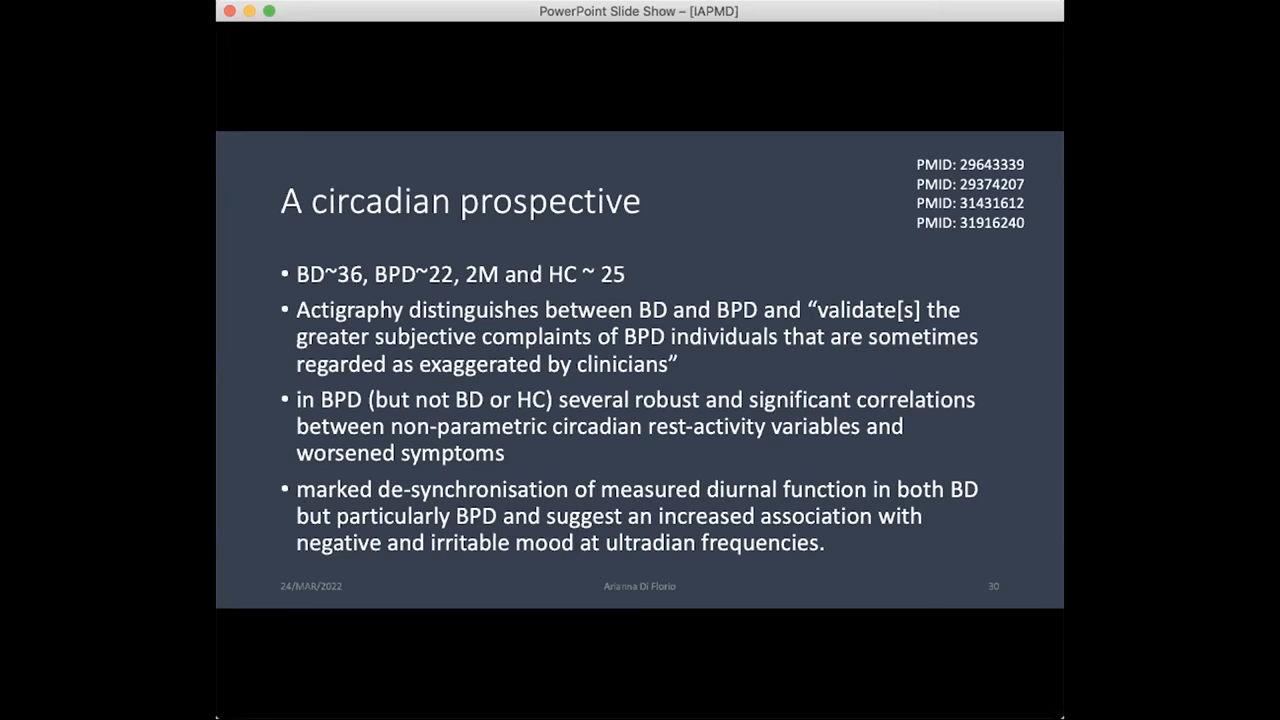 PowerPoint Slide Show – [IAPMD]
PMID: 29643339
PMID: 29374207
PMID: 31431612
PMID: 31916240
A circadian prospective
• BD~36, BPD~22, 2M and HC ~ 25
• Actigraphy distinguishes between BD and BPD and “validate[s] the
greater subjective complaints of BPD individuals that are sometimes
regarded as exaggerated by clinicians”
• in BPD (but not BD or HC) several robust and significant correlations
between non-parametric circadian rest-activity variables and
worsened symptoms
• marked de-synchronisation of measured diurnal function in both BD
but particularly BPD and suggest an increased association with
negative and irritable mood at ultradian frequencies.
24/MAR/2022
Arianna Di Florio
30